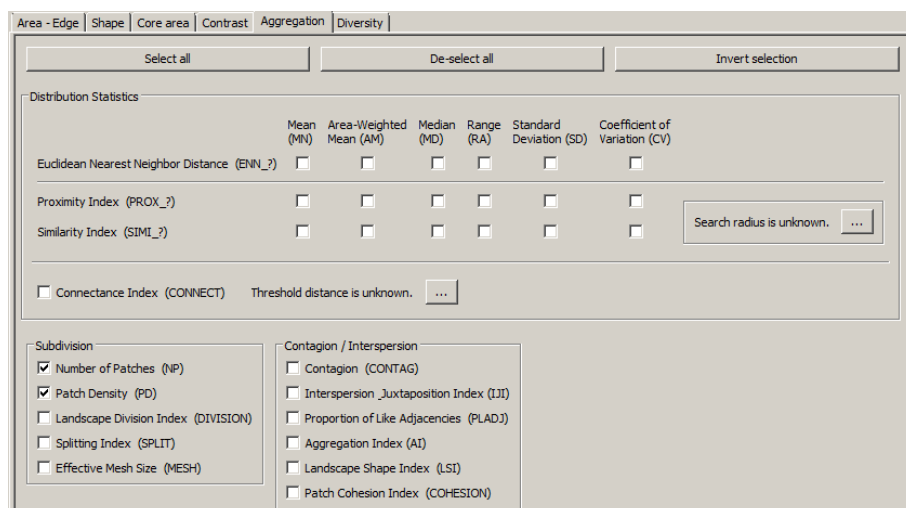 Area - Edge Shape Core area Contrast Aggregation Diversity
Select all De-select all Invert selection
Distribution Statistics
Mean (MN) Area-Weighted Mean (AM) Median (MD) Range (RA) Standard Deviation (SD) Coefficient of Variation (CV)
Euclidean Nearest Neighbor Distance (ENN_?)
Proximity Index (PROX_?)
Similarity Index (SIMI_?)
Search radius is unknown. ...
Connectance Index (CONNECT) Threshold distance is unknown. ...
Subdivision
Number of Patches (NP)
Patch Density (PD)
Landscape Division Index (DIVISION)
Splitting Index (SPLIT)
Effective Mesh Size (MESH)
Contagion / Interspersion
Contagion (CONTAG)
Interspersion _Juxtaposition Index (IJI)
Proportion of Like Adjacencies (PLADJ)
Aggregation Index (AI)
Landscape Shape Index (LSI)
Patch Cohesion Index (COHESION)